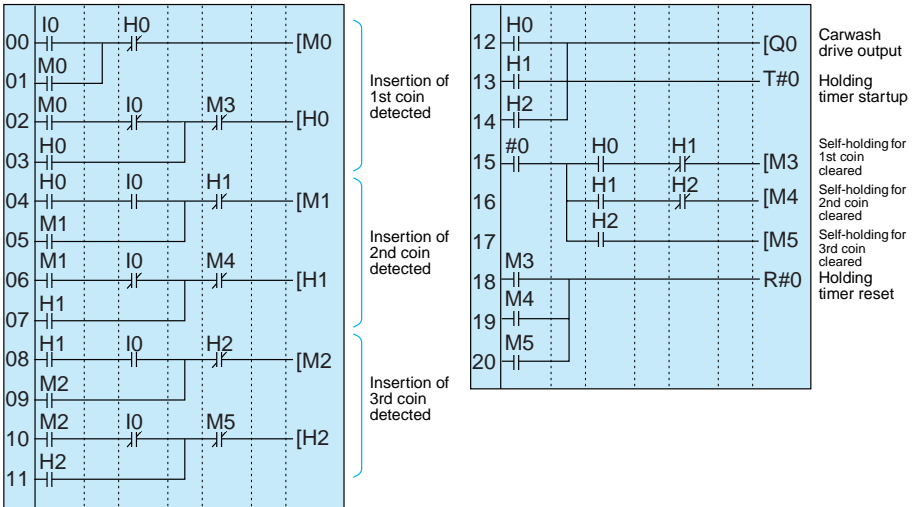 I0 H0
00 [M0
M0
01
M0 I0 M3
02 [H0
H0
03
H0 I0 H1
04 [M1
M1
05
M1 I0 M4
06 [H1
H1
07
H1 I0 H2
08 [M2
M2
09
M2 I0 M5
10 [H2
H2
11
Insertion of
1st coin
detected
Insertion of
2nd coin
detected
Insertion of
3rd coin
detected
H0
12 [Q0
H1
13 T#0
H2
14
#0 H0 H1
15 [M3
H1 H2
16 [M4
H2
17 [M5
M3
18 R#0
M4
19
M5
20
Carwash
drive output
Holding
timer startup
Self-holding for
1st coin
cleared
Self-holding for
2nd coin
cleared
Self-holding for
3rd coin
cleared
Holding
timer reset